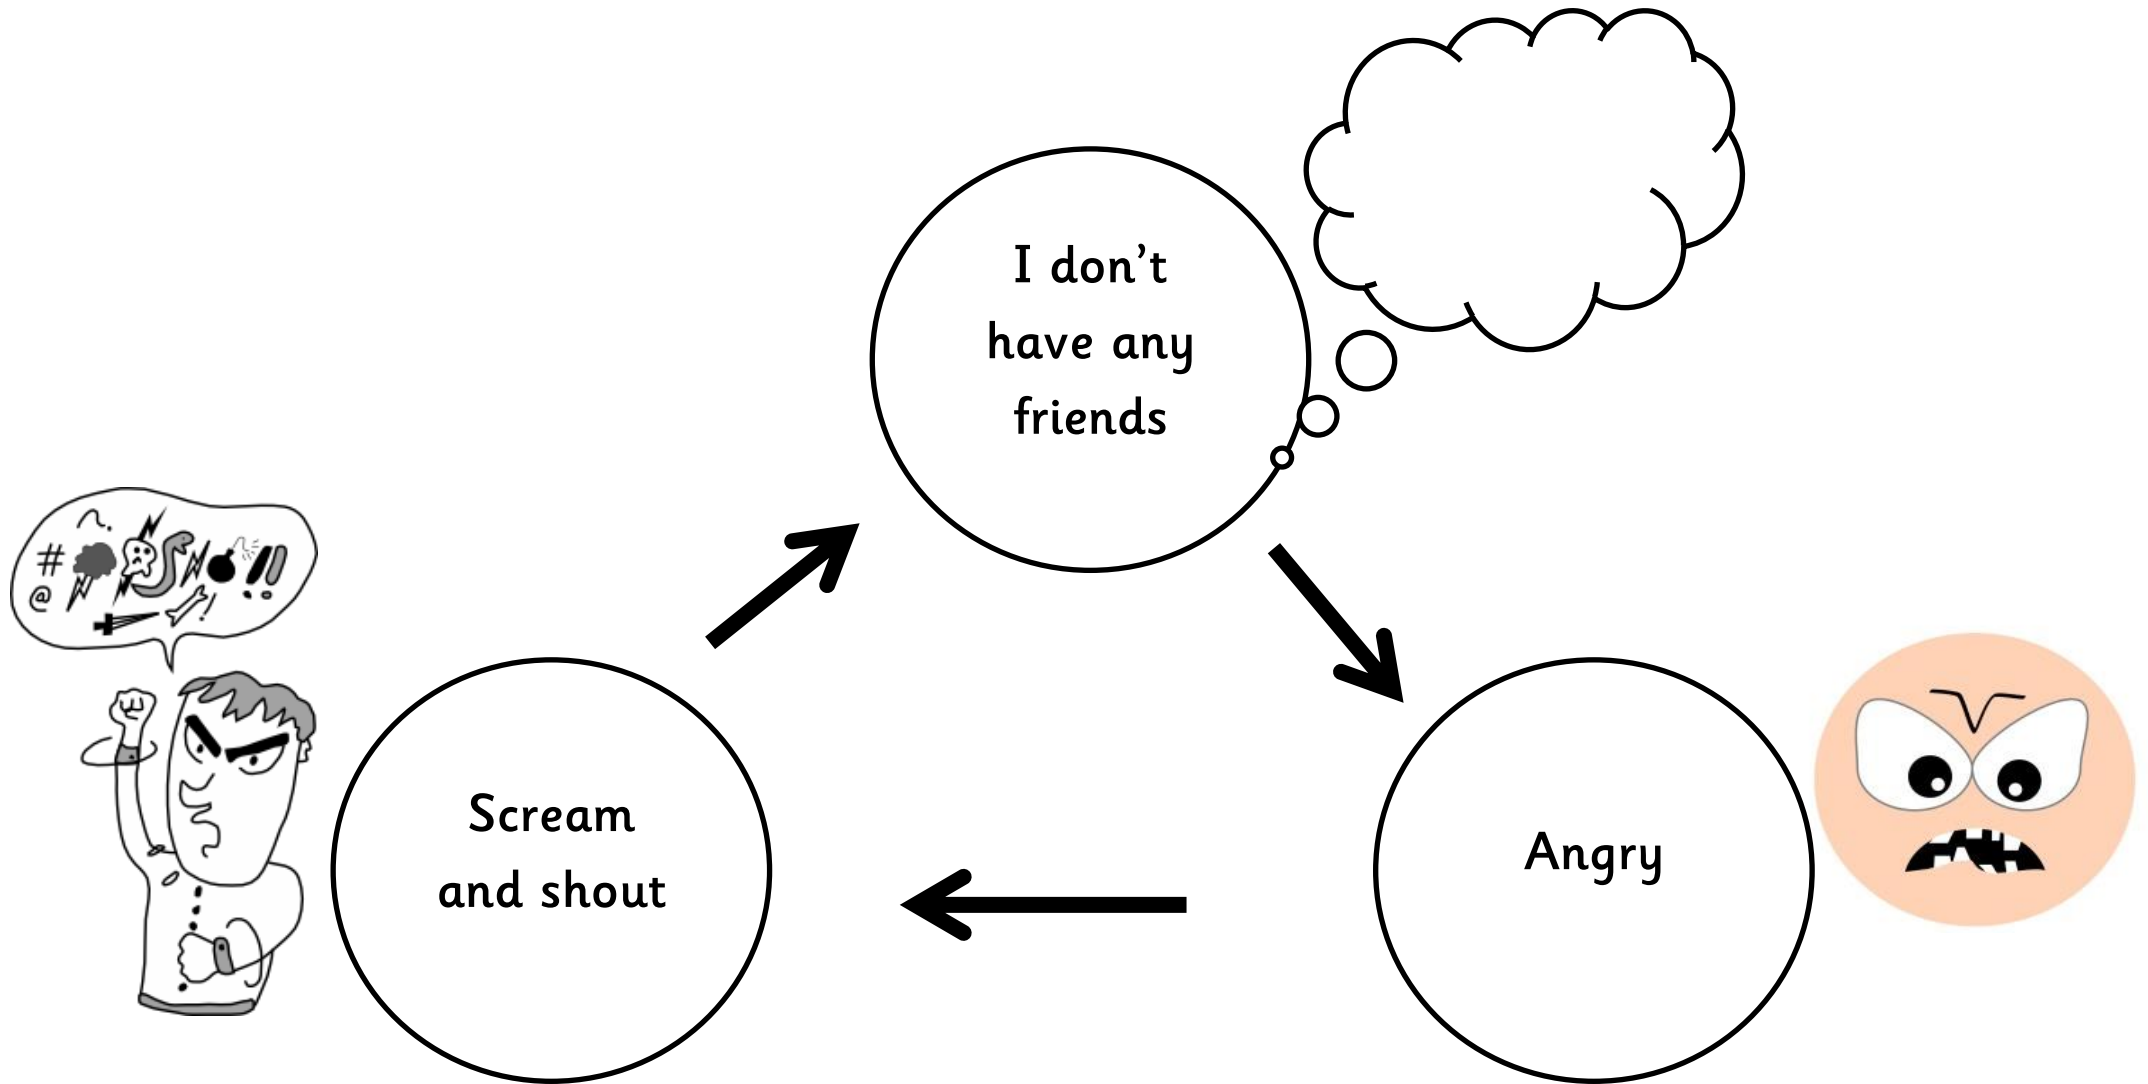 I don't
have any
friends
#
@
Scream
and shout
Angry